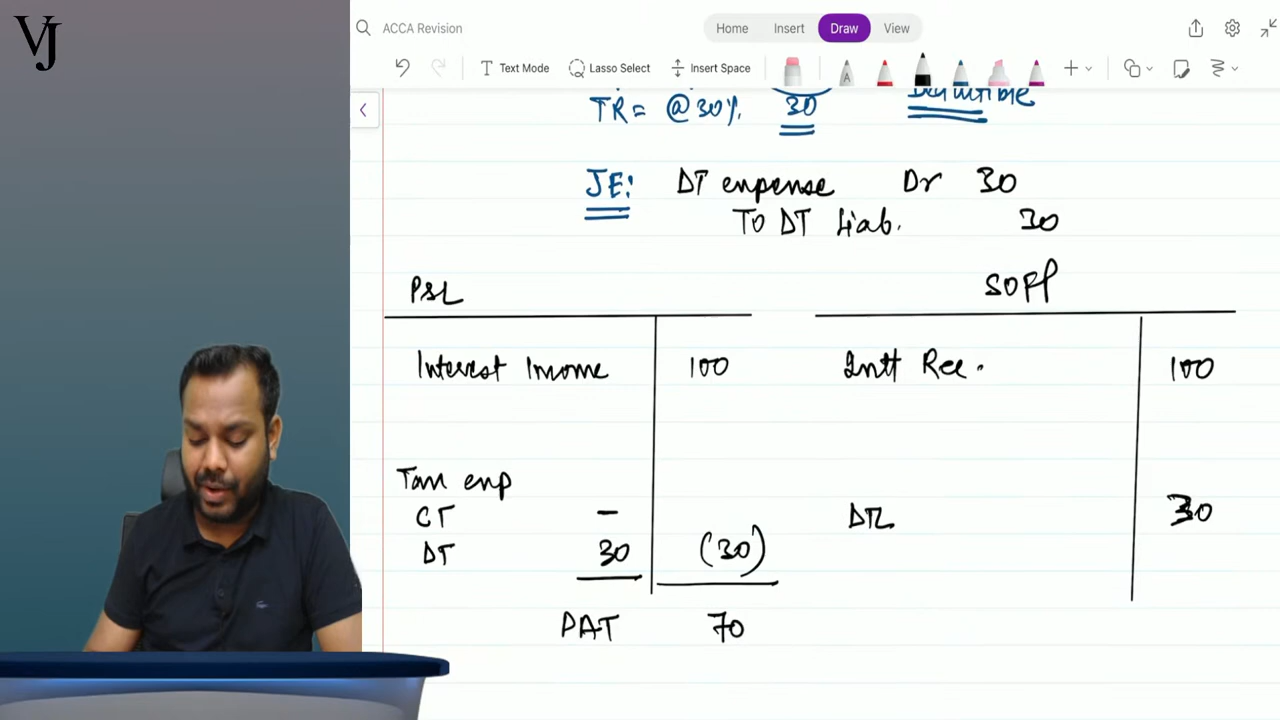 VJ
ACCA Revision
Home Insert Draw View
Text Mode Lasso Select Insert Space
TR = @30% 30 Deductible
JE: DT expense Dr 30
To DT Liab. 30
P&L SOFP
Interest Income 100 Intt Rec. 100
Tax exp
CT - DTL 30
DT 30 (30)
PAT 70